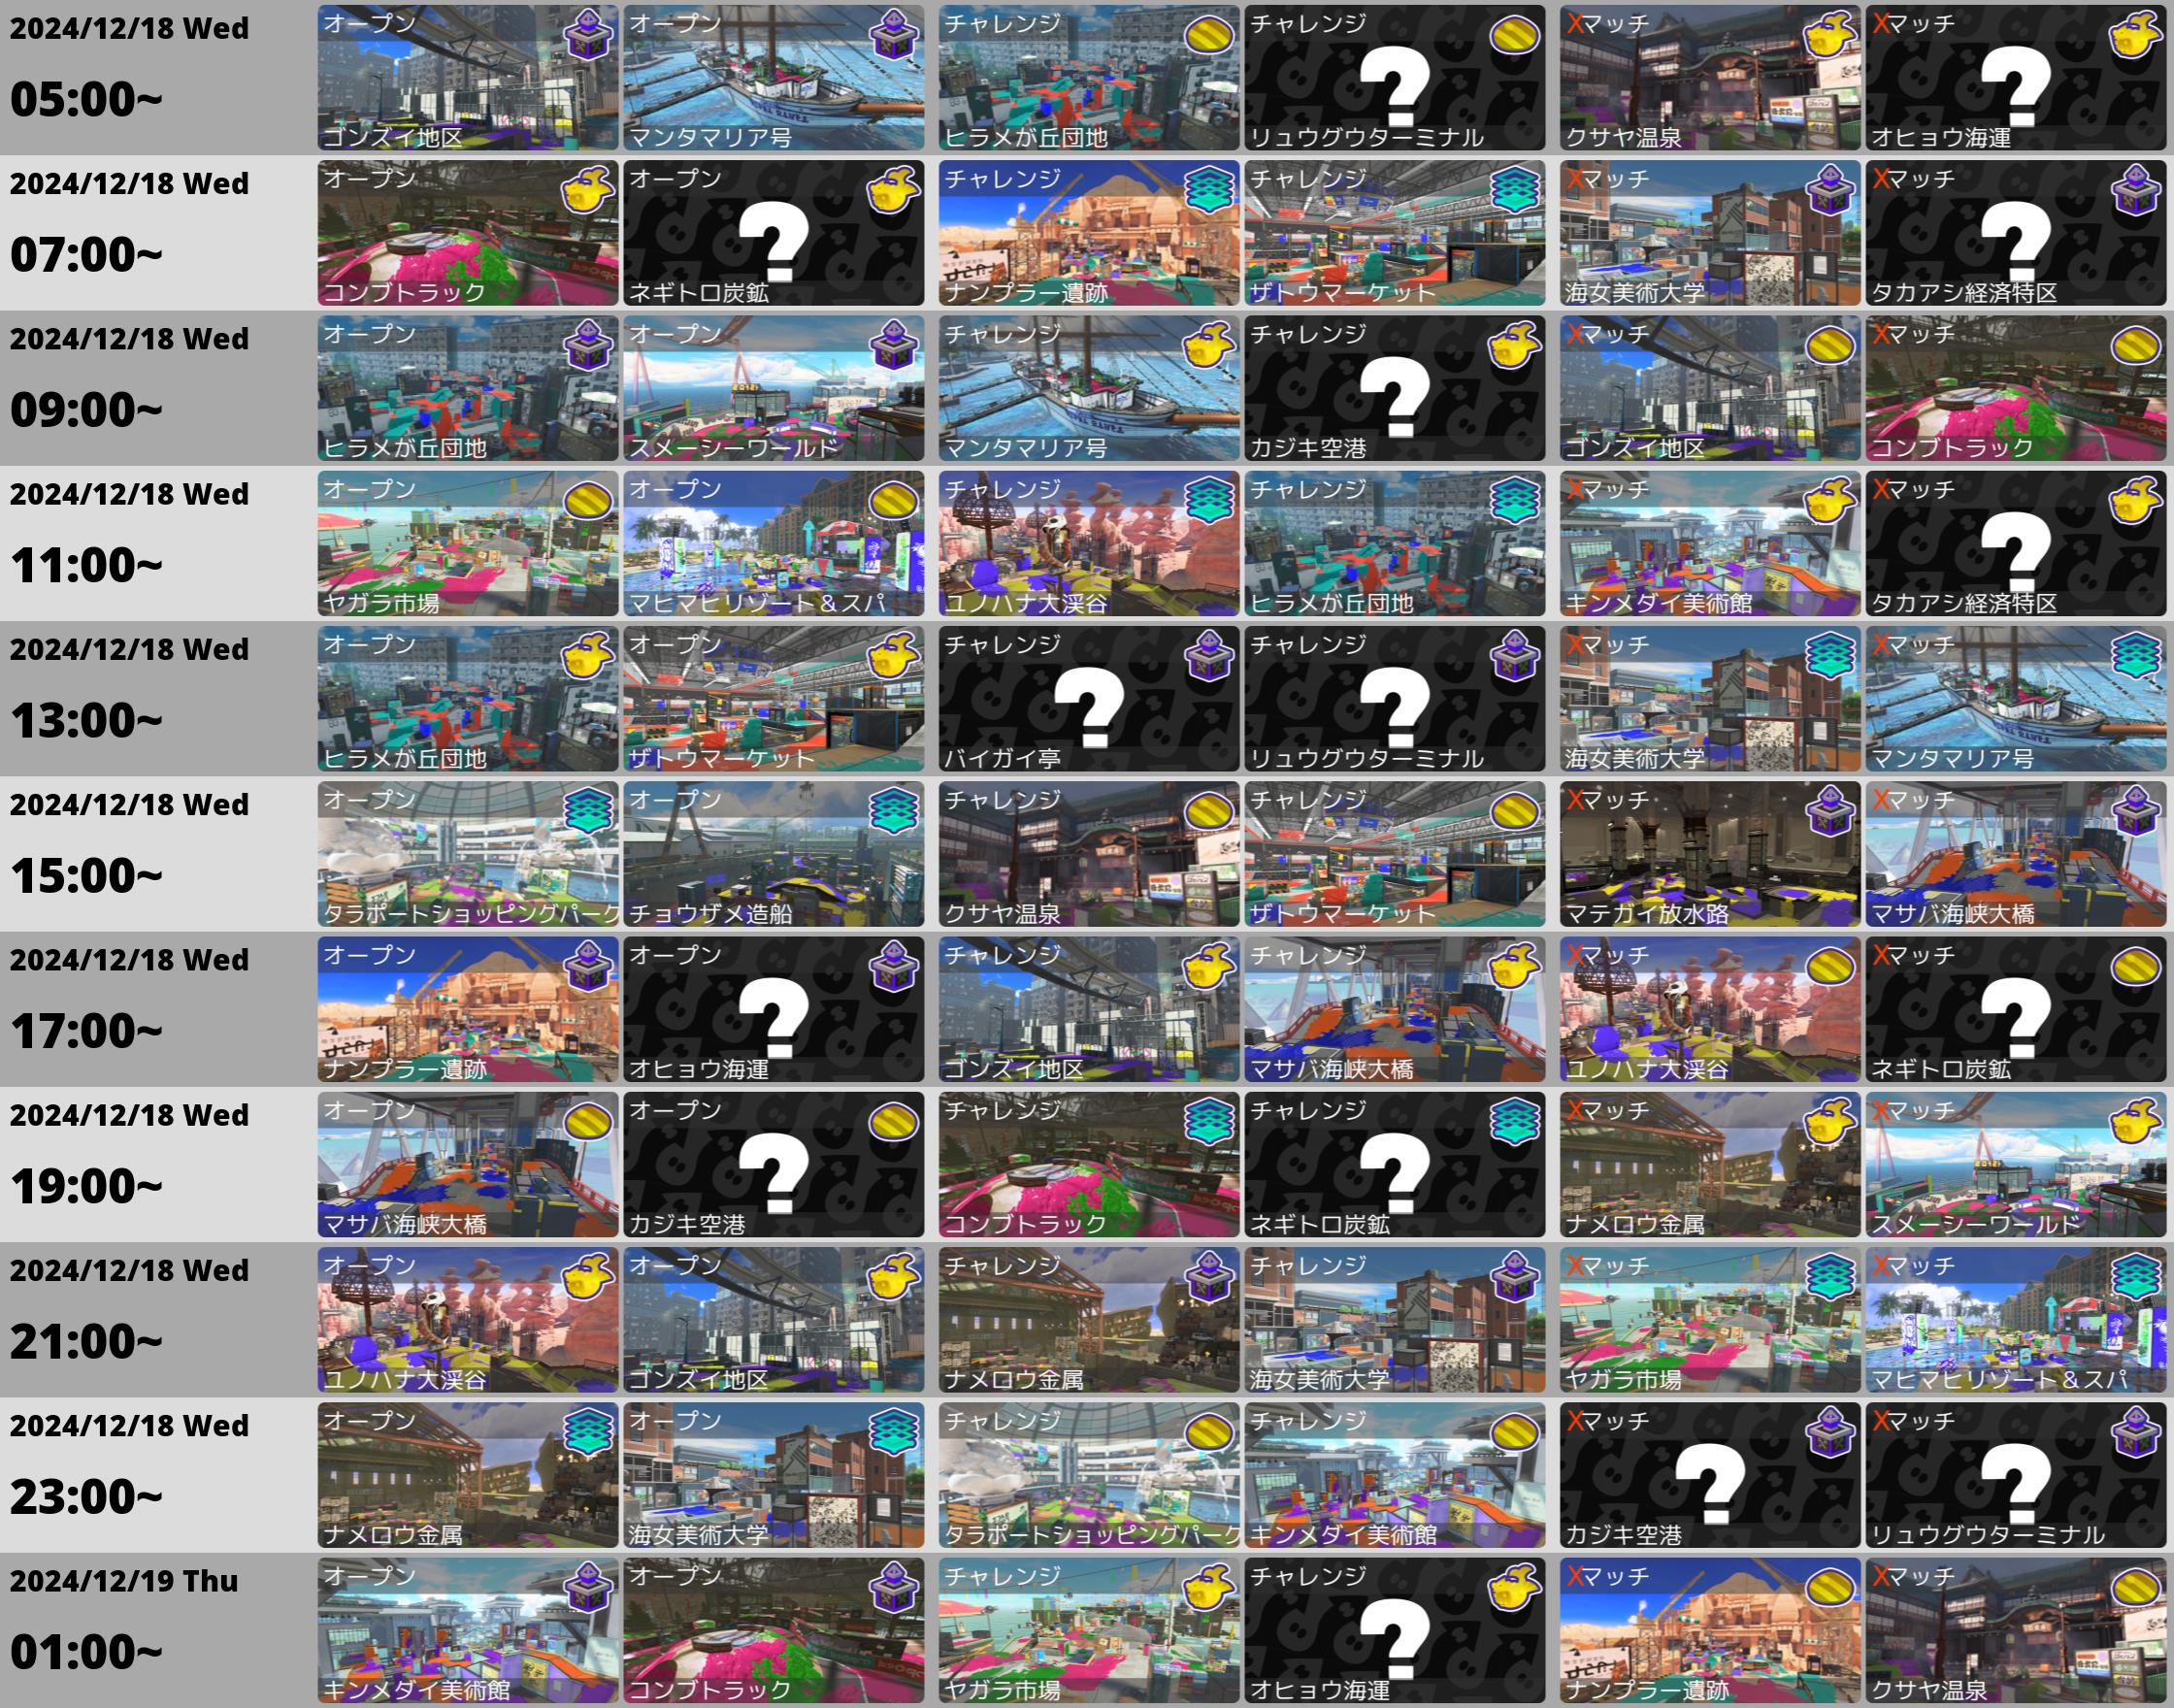 2024/12/18 Wed
05:00~
オープン
ゴンズイ地区
オープン
マンタマリア号
チャレンジ
ヒラメが丘団地
チャレンジ
リュウグウターミナル
Xマッチ
クサヤ温泉
Xマッチ
オヒョウ海運
2024/12/18 Wed
07:00~
オープン
コンブトラック
オープン
ネギトロ炭鉱
チャレンジ
ナンプラー遺跡
チャレンジ
ザトウマーケット
Xマッチ
海女美術大学
Xマッチ
タカアシ経済特区
2024/12/18 Wed
09:00~
オープン
ヒラメが丘団地
オープン
スメーシーワールド
チャレンジ
マンタマリア号
チャレンジ
カジキ空港
Xマッチ
ゴンズイ地区
Xマッチ
コンブトラック
2024/12/18 Wed
11:00~
オープン
ヤガラ市場
オープン
マヒマヒリゾート＆スパ
チャレンジ
ユノハナ大渓谷
チャレンジ
ヒラメが丘団地
Xマッチ
キンメダイ美術館
Xマッチ
タカアシ経済特区
2024/12/18 Wed
13:00~
オープン
ヒラメが丘団地
オープン
ザトウマーケット
チャレンジ
バイガイ亭
チャレンジ
リュウグウターミナル
Xマッチ
海女美術大学
Xマッチ
マンタマリア号
2024/12/18 Wed
15:00~
オープン
タラポートショッピングパーク
オープン
チョウザメ造船
チャレンジ
クサヤ温泉
チャレンジ
ザトウマーケット
Xマッチ
マテガイ放水路
Xマッチ
マサバ海峡大橋
2024/12/18 Wed
17:00~
オープン
ナンプラー遺跡
オープン
オヒョウ海運
チャレンジ
ゴンズイ地区
チャレンジ
マサバ海峡大橋
Xマッチ
ユノハナ大渓谷
Xマッチ
ネギトロ炭鉱
2024/12/18 Wed
19:00~
オープン
マサバ海峡大橋
オープン
カジキ空港
チャレンジ
コンブトラック
チャレンジ
ネギトロ炭鉱
Xマッチ
ナメロウ金属
Xマッチ
スメーシーワールド
2024/12/18 Wed
21:00~
オープン
ユノハナ大渓谷
オープン
ゴンズイ地区
チャレンジ
ナメロウ金属
チャレンジ
海女美術大学
Xマッチ
ヤガラ市場
Xマッチ
マヒマヒリゾート＆スパ
2024/12/18 Wed
23:00~
オープン
ナメロウ金属
オープン
海女美術大学
チャレンジ
タラポートショッピングパーク
チャレンジ
キンメダイ美術館
Xマッチ
カジキ空港
Xマッチ
リュウグウターミナル
2024/12/19 Thu
01:00~
オープン
キンメダイ美術館
オープン
コンブトラック
チャレンジ
ヤガラ市場
チャレンジ
オヒョウ海運
Xマッチ
ナンプラー遺跡
Xマッチ
クサヤ温泉